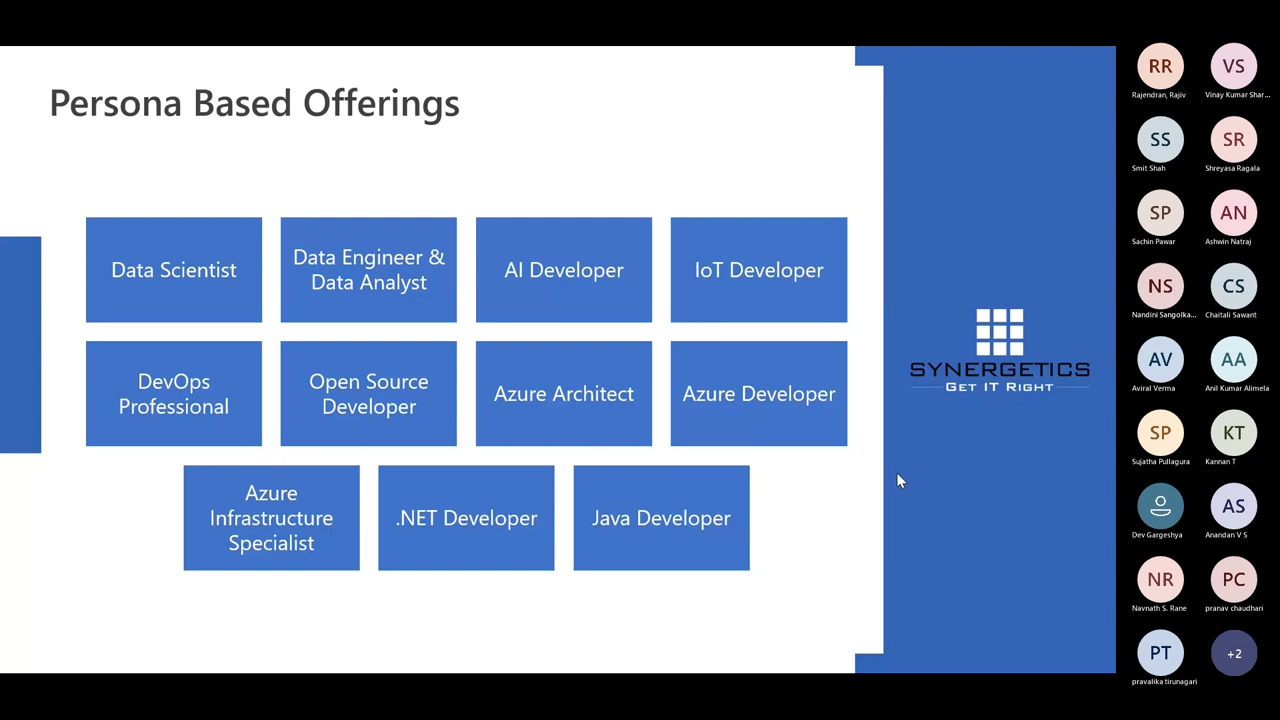 Persona Based Offerings
Data Scientist
Data Engineer &
Data Analyst
AI Developer
IoT Developer
DevOps
Professional
Open Source
Developer
Azure Architect
Azure Developer
Azure
Infrastructure
Specialist
.NET Developer
Java Developer
SYNERGETICS
GET IT RIGHT
RR
VS
Rajendran, Rajiv
Vinay Kumar Shar...
SS
SR
Smit Shah
Shreyasa Ragala
SP
AN
Sachin Pawar
Ashwin Natraj
NS
CS
Nandini Sangolka...
Chaitali Sawant
AV
AA
Aviral Verma
Anil Kumar Alimela
SP
KT
Sujatha Pullagura
Kannan T
AS
Dev Gargeshya
Anandan V S
NR
PC
Navnath S. Rane
pranav chaudhari
PT
+2
pravalika tirunagari